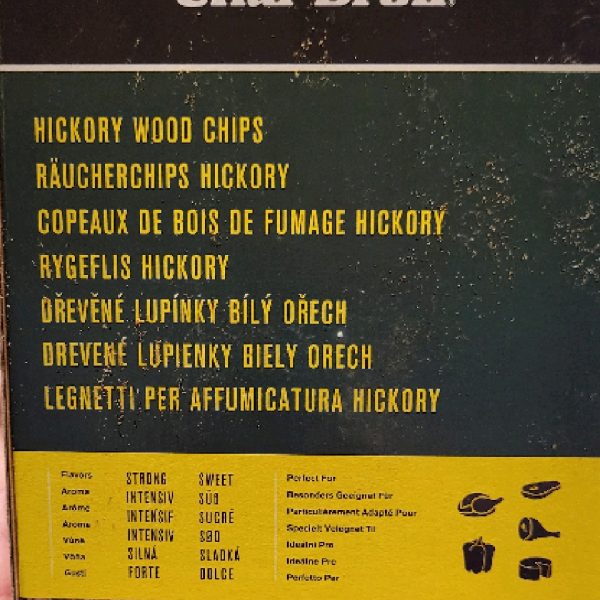 Char-Broil
HICKORY WOOD CHIPS
RÄUCHERCHIPS HICKORY
COPEAUX DE BOIS DE FUMAGE HICKORY
RYGEFLIS HICKORY
DŘEVĚNÉ LUPÍNKY BÍLÝ OŘECH
DREVENÉ LUPIENKY BIELY ORECH
LEGNETTI PER AFFUMICATURA HICKORY
Flavors STRONG SWEET Perfect For
Aroma INTENSIV SÜß Besonders Geeignet Für
Arôme INTENSIF SUCRÉ Particulièrement Adapté Pour
Aroma INTENSIV SØD Specielt Velegnet Til
Vůně SILNÁ SLADKÁ Ideální Pro
Vôňa FORTE DOLCE Ideálne Pre
Gusti Perfetto Per